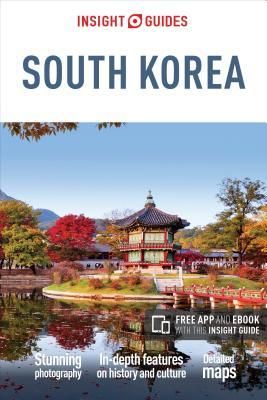 INSIGHT GUIDES
SOUTH KOREA
FREE APP AND EBOOK
WITH THIS INSIGHT GUIDE
Stunning
photography
In-depth features
on history and culture
Detailed
maps